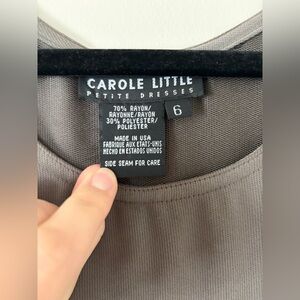 CAROLE LITTLE
PETITE DRESSES
70% RAYON/
RAYONNE/RAYON
30% POLYESTER/
POLIESTER
MADE IN USA
FABRIQUE AUX ETATS-UNIS
HECHO EN ESTADOS UNIDOS
SIDE SEAM FOR CARE
6